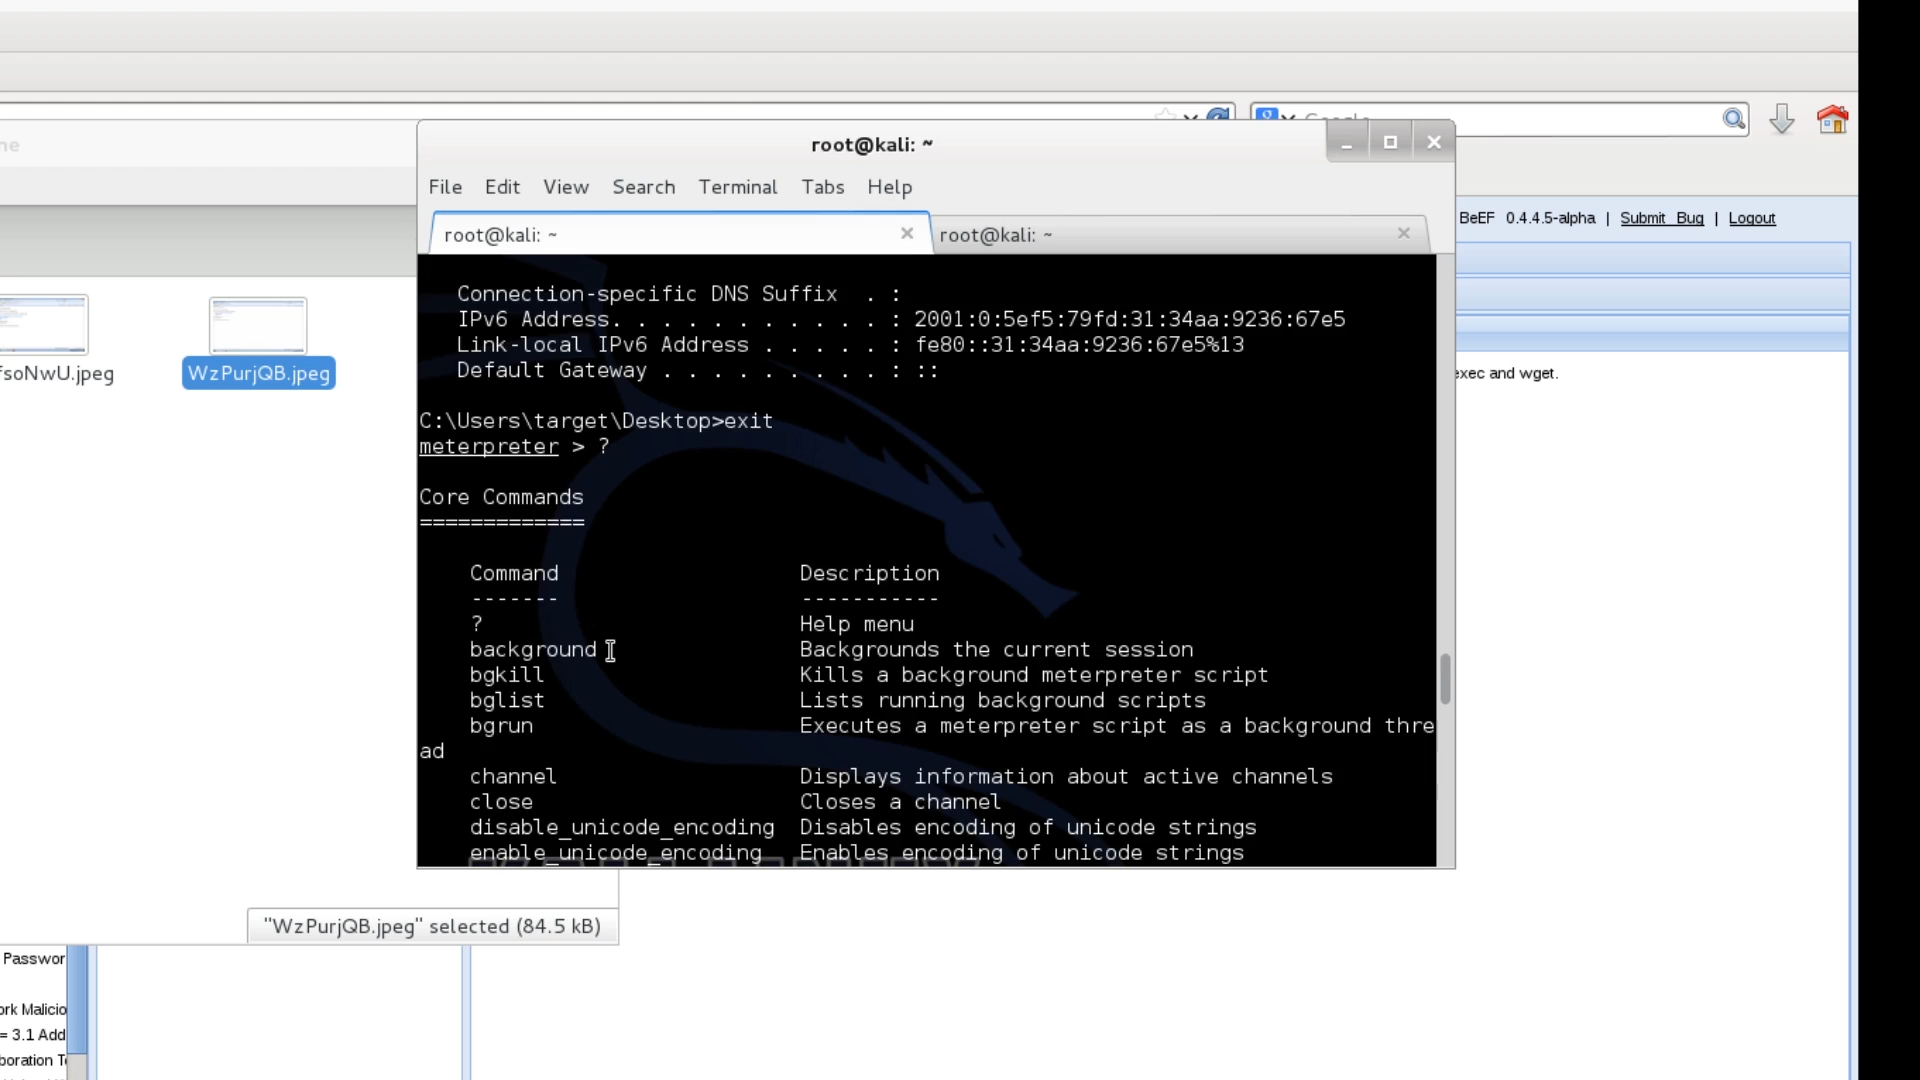 ne
root@kali: ~
File Edit View Search Terminal Tabs Help
root@kali: ~
root@kali: ~
BeEF 0.4.4.5-alpha | Submit Bug | Logout
Connection-specific DNS Suffix . :
IPv6 Address. . . . . . . . . . . : 2001:0:5ef5:79fd:31:34aa:9236:67e5
Link-local IPv6 Address . . . . . : fe80::31:34aa:9236:67e5%13
Default Gateway . . . . . . . . . : ::
C:\Users\target\Desktop>exit
meterpreter > ?
Core Commands
=============
Command Description
------- -----------
? Help menu
background Backgrounds the current session
bgkill Kills a background meterpreter script
bglist Lists running background scripts
bgrun Executes a meterpreter script as a background thre
ad
channel Displays information about active channels
close Closes a channel
disable_unicode_encoding Disables encoding of unicode strings
enable_unicode_encoding Enables encoding of unicode strings
fsoNwU.jpeg
WzPurjQB.jpeg
exec and wget.
"WzPurjQB.jpeg" selected (84.5 kB)
Passwor
ork Malicio
= 3.1 Add
boration T